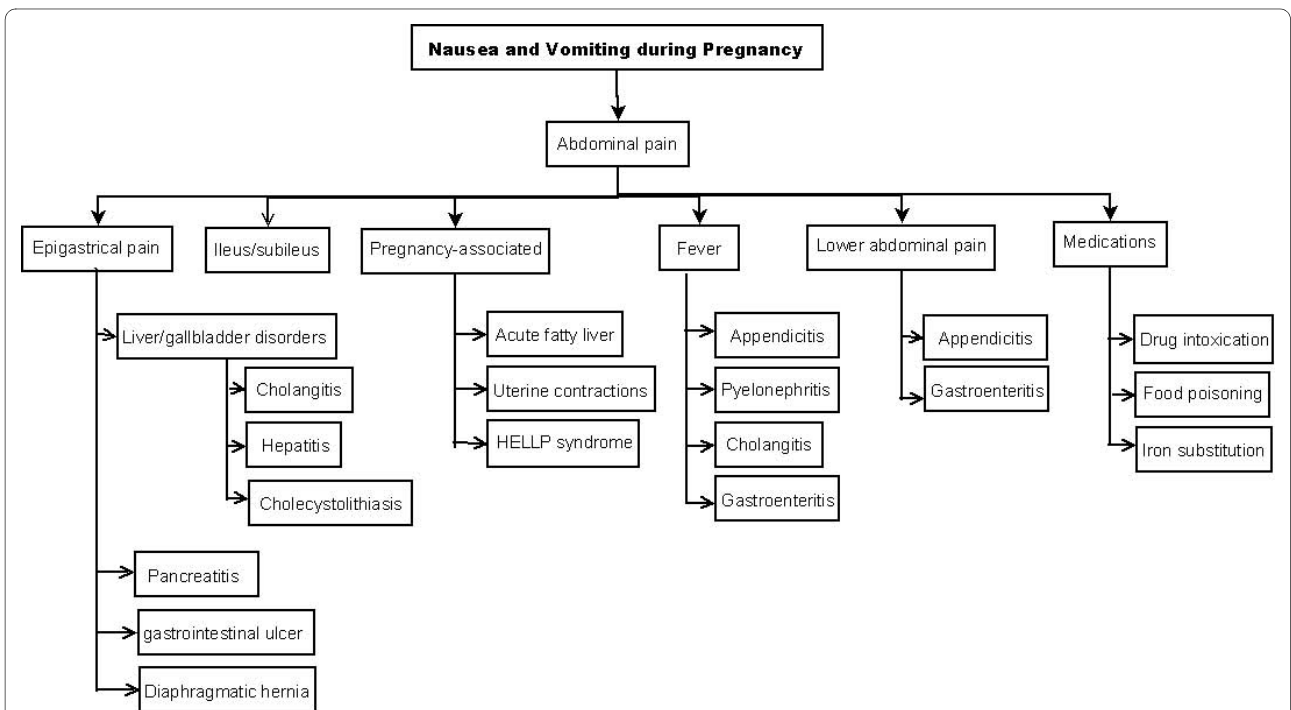 Nausea and Vomiting during Pregnancy
Abdominal pain
Epigastrical pain
Ileus/subileus
Pregnancy-associated
Fever
Lower abdominal pain
Medications
Liver/gallbladder disorders
Cholangitis
Hepatitis
Cholecystolithiasis
Pancreatitis
gastrointestinal ulcer
Diaphragmatic hernia
Acute fatty liver
Uterine contractions
HELLP syndrome
Appendicitis
Pyelonephritis
Cholangitis
Gastroenteritis
Appendicitis
Gastroenteritis
Drug intoxication
Food poisoning
Iron substitution